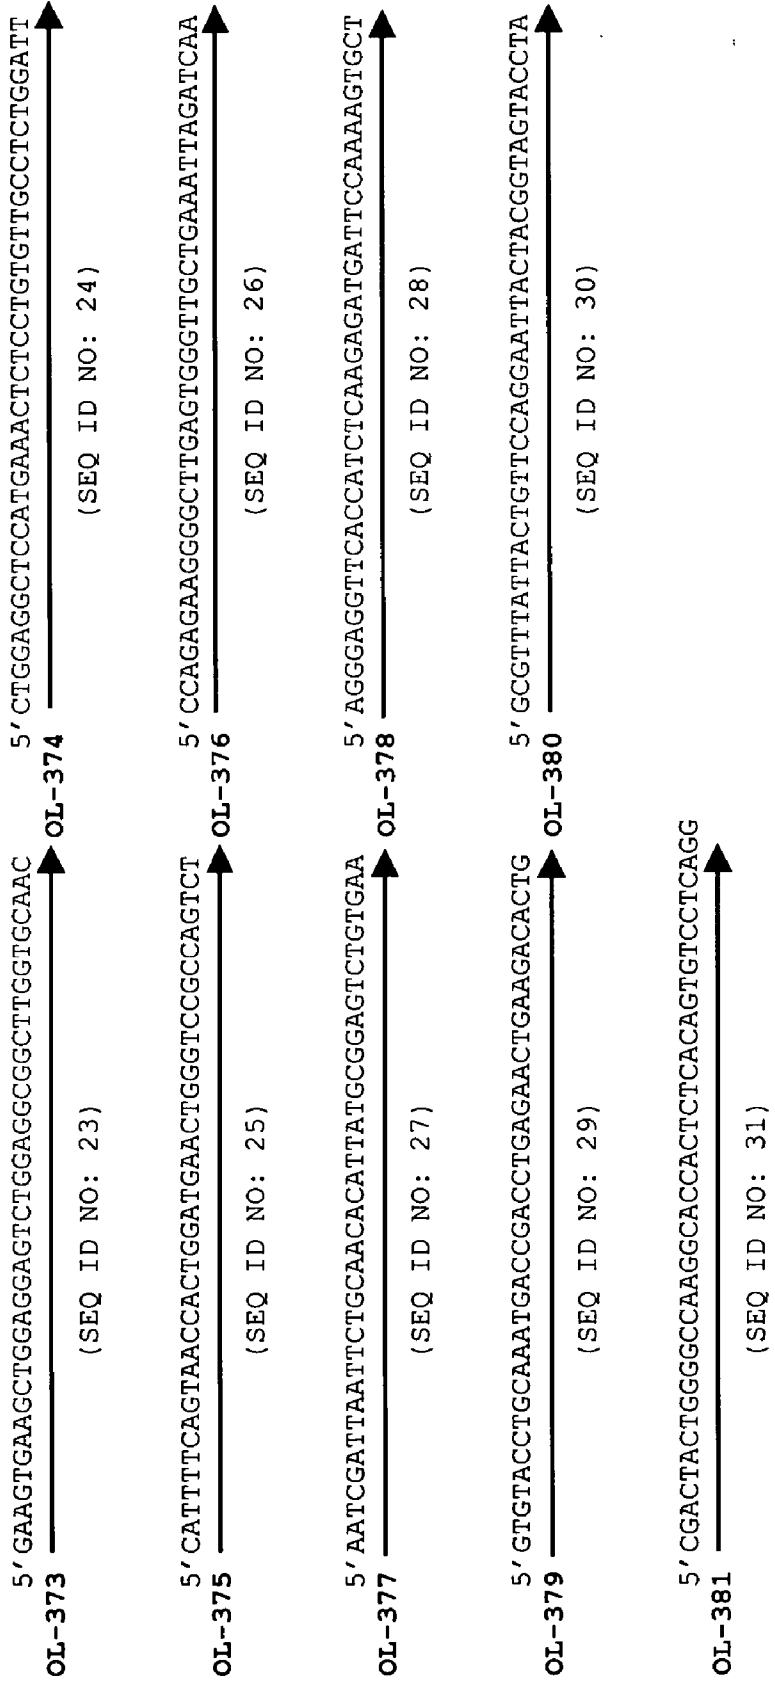 5'GAAGTGAAGCTGGAGGAGTCTGGAGGCGGCTTGGTGCAAC
OL-373
(SEQ ID NO: 23)
5'CTGGAGGCTCCATGAAACTCTCCTGTGTTGCCTCTGGATT
OL-374
(SEQ ID NO: 24)
5'CATTTTCAGTAACCACTGGATGAACTGGGTCCGCCAGTCT
OL-375
(SEQ ID NO: 25)
5'CCAGAGAAGGGGCTTGAGTGGGTTGCTGAAATTAGATCAA
OL-376
(SEQ ID NO: 26)
5'AATCGATTAATTCTGCAACACATTATGCGGAGTCTGTGAA
OL-377
(SEQ ID NO: 27)
5'AGGGAGGTTCACCATCTCAAGAGATGATTCCAAAAGTGCT
OL-378
(SEQ ID NO: 28)
5'GTGTACCTGCAAATGACCGACCTGAGAACTGAAGACACTG
OL-379
(SEQ ID NO: 29)
5'GCGTTTATTACTGTTCCAGGAATTACTACGGTAGTACCTA
OL-380
(SEQ ID NO: 30)
5'CGACTACTGGGGCCAAGGCACCACTCTCACAGTGTCCTCAGG
OL-381
(SEQ ID NO: 31)